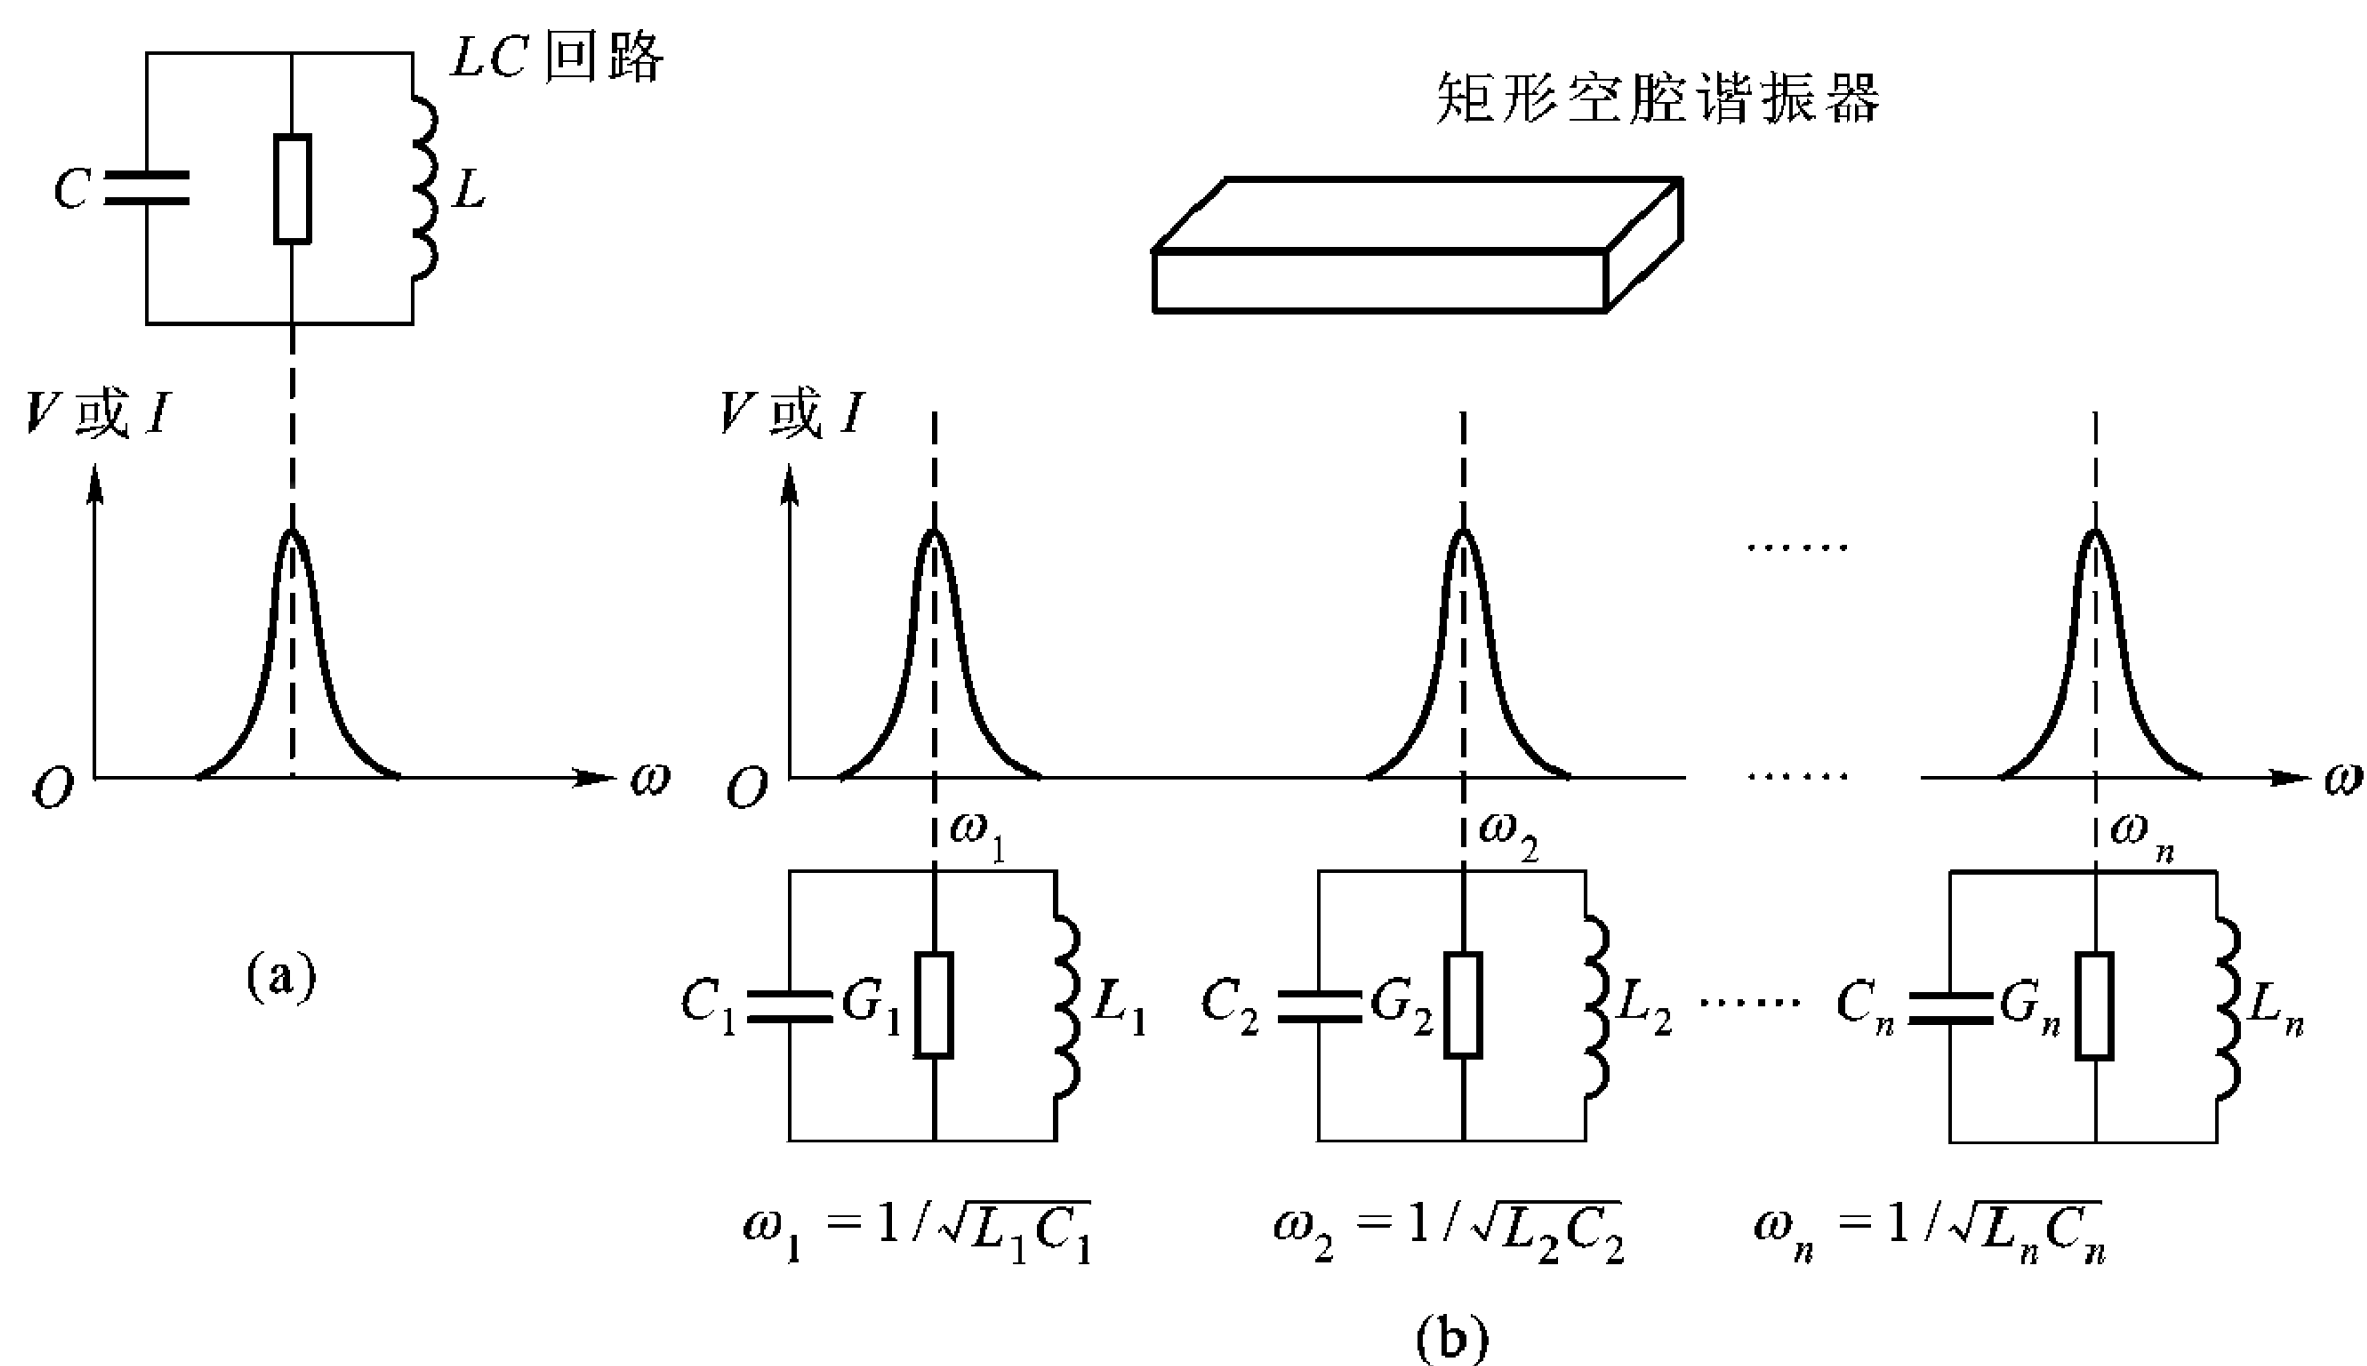 LC 回路
C
L
V 或 I
O
ω
(a)
矩形空腔谐振器
V 或 I
……
O
ω₁
ω₂
……
ωₙ
ω
C₁
G₁
L₁
C₂
G₂
L₂
……
Cₙ
Gₙ
Lₙ
ω₁ = 1/√L₁C₁
ω₂ = 1/√L₂C₂
ωₙ = 1/√LₙCₙ
(b)